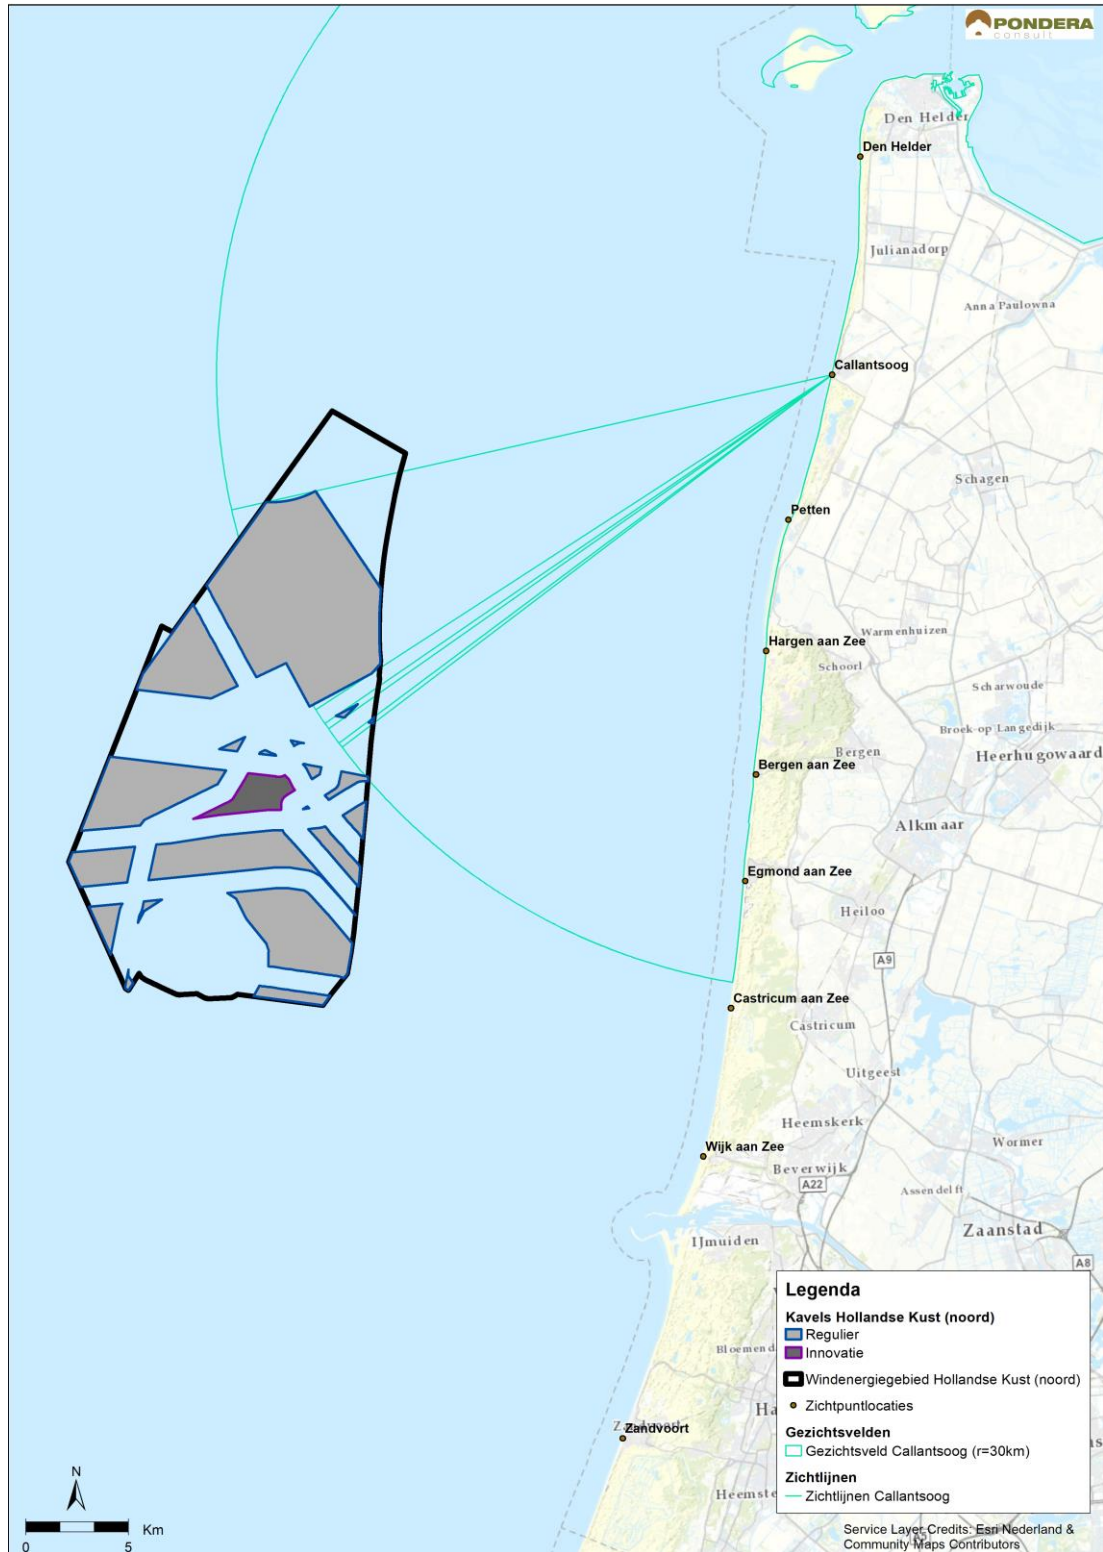 PONDERA
consult
Den Helder
Den Helder
Julianadorp
Anna Paulowna
Callantsoog
Schagen
Petten
Hargen aan Zee
Warmenhuizen
Schoorl
Scharwoude
Broek op Langedijk
Bergen
Heerhugowaard
Bergen aan Zee
Alkmaar
Egmond aan Zee
Heiloo
A9
Castricum aan Zee
Castricum
Uitgeest
Heemskerk
Wormer
Wijk aan Zee
Beverwijk
A22
Assendelft
Zaanstad
IJmuiden
A8
Legenda
Kavels Hollandse Kust (noord)
Regulier
Innovatie
Windenergiegebied Hollandse Kust (noord)
Zichtpuntlocaties
Gezichtsvelden
Gezichtsveld Callantsoog (r=30km)
Zichtlijnen
Zichtlijnen Callantsoog
Bloemenda
Ha
Zandvoort
Zandvoort
Heemste
N
Km
0 5
Service Layer Credits: Esri Nederland &
Community Maps Contributors